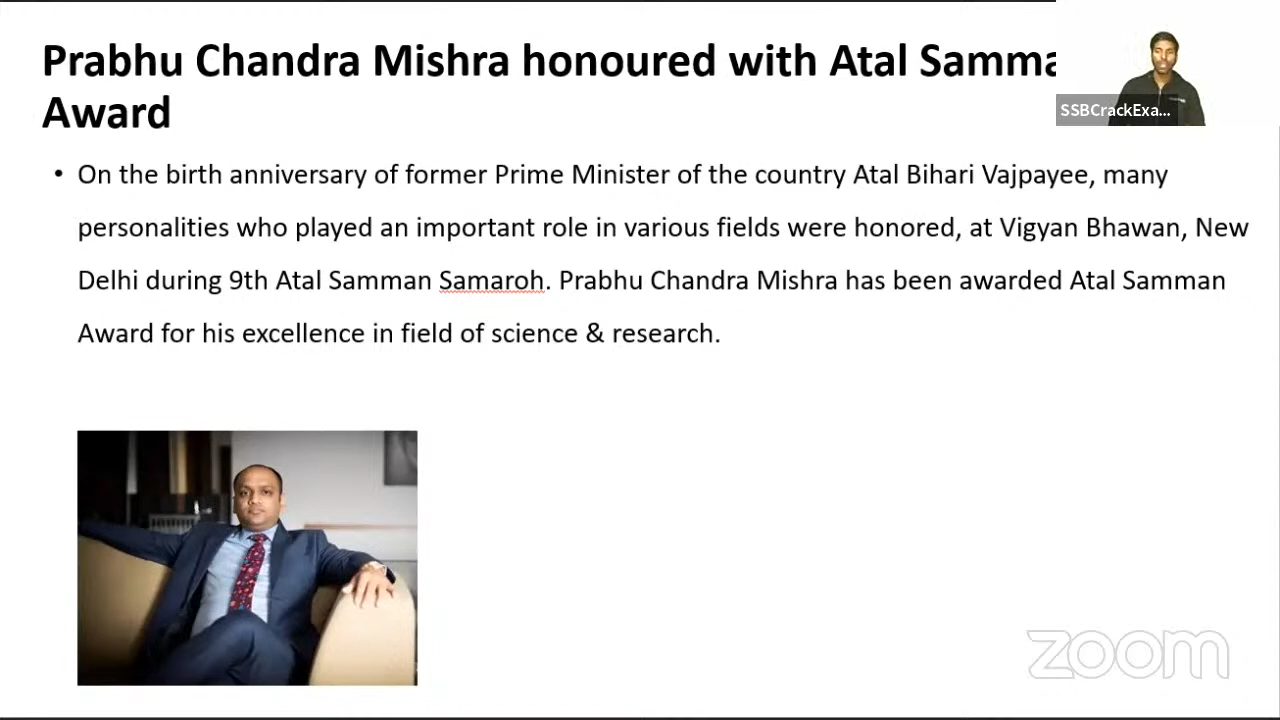 Prabhu Chandra Mishra honoured with Atal Samma
Award
SSBCrackExa...
• On the birth anniversary of former Prime Minister of the country Atal Bihari Vajpayee, many
personalities who played an important role in various fields were honored, at Vigyan Bhawan, New
Delhi during 9th Atal Samman Samaroh. Prabhu Chandra Mishra has been awarded Atal Samman
Award for his excellence in field of science & research.
zoom